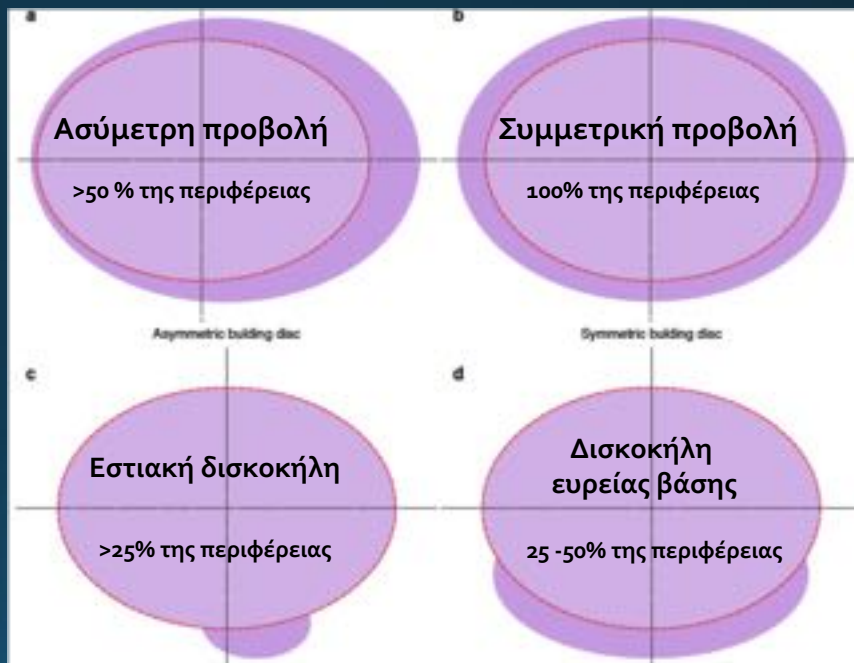 a
b
Ασύμετρη προβολή
>50 % της περιφέρειας
Συμμετρική προβολή
100% της περιφέρειας
Asymmetric bulding disc
Symmetric bulding disc
c
d
Εστιακή δισκοκήλη
>25% της περιφέρειας
Δισκοκήλη
ευρείας βάσης
25 -50% της περιφέρειας